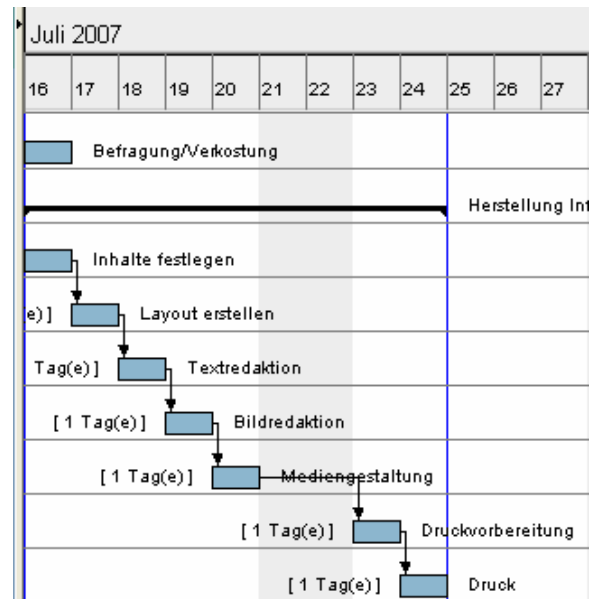 Juli 2007
16 17 18 19 20 21 22 23 24 25 26 27
Befragung/Verkostung
Herstellung Inf
Inhalte festlegen
e) ] Layout erstellen
Tag(e) ] Textredaktion
[ 1 Tag(e) ] Bildredaktion
[ 1 Tag(e) ] Mediengestaltung
[ 1 Tag(e) ] Druckvorbereitung
[ 1 Tag(e) ] Druck